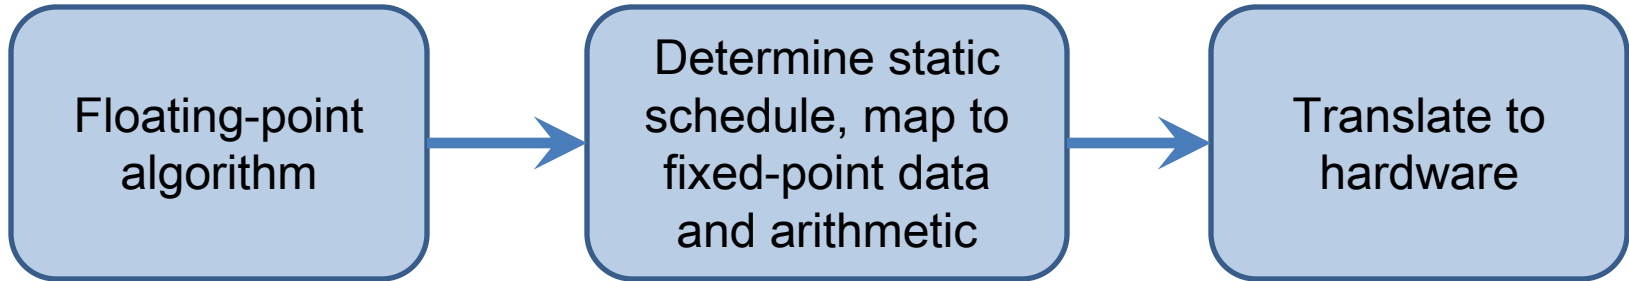 Floating-point
algorithm
Determine static
schedule, map to
fixed-point data
and arithmetic
Translate to
hardware